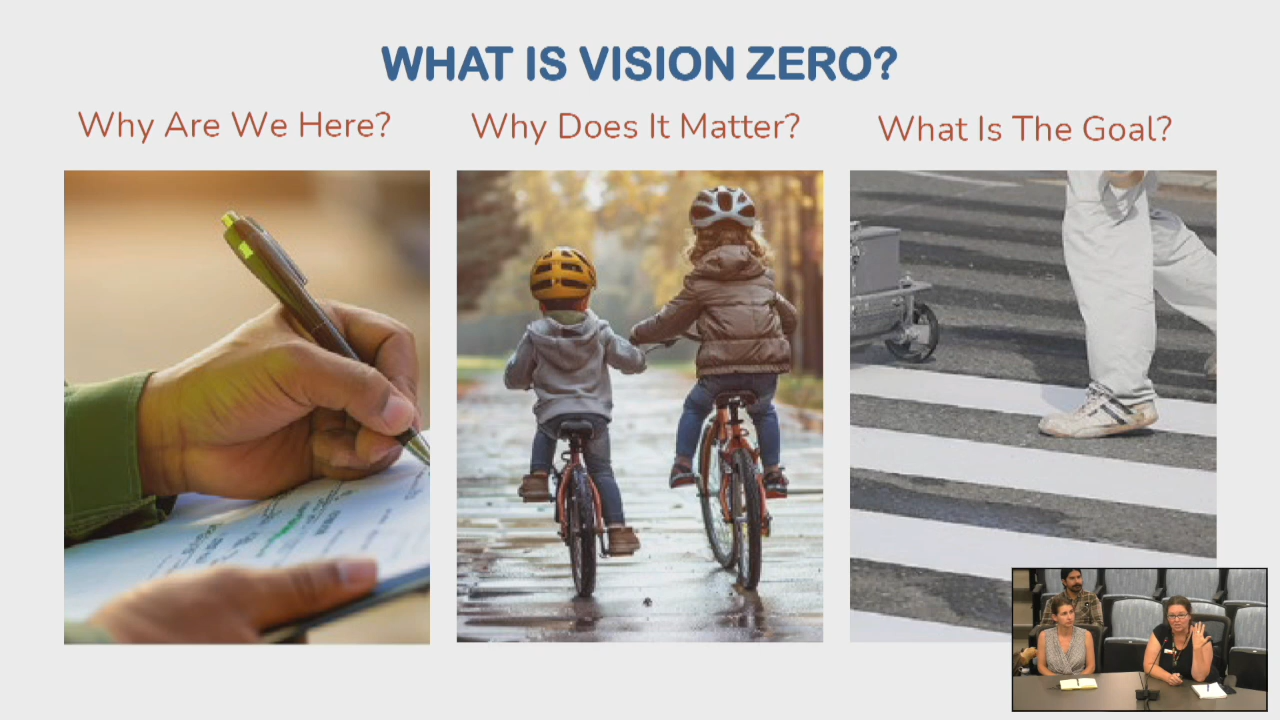 WHAT IS VISION ZERO?
Why Are We Here?
Why Does It Matter?
What Is The Goal?